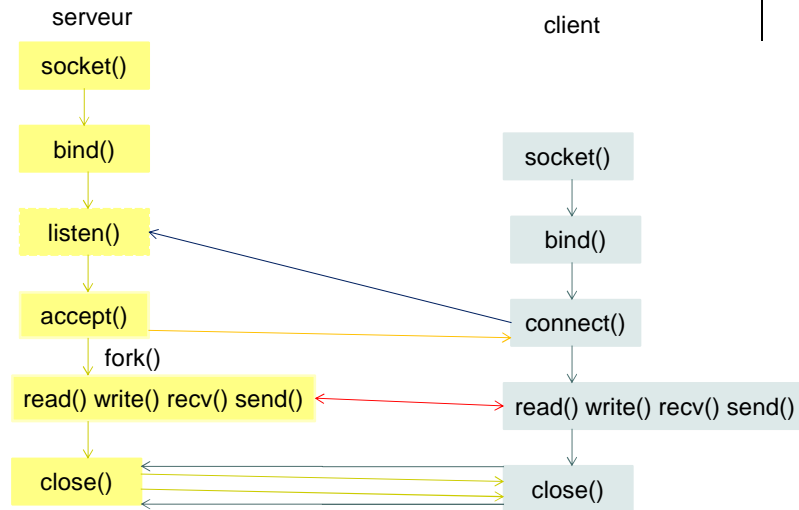 serveur
client
socket()
bind()
listen()
accept()
fork()
read() write() recv() send()
close()
socket()
bind()
connect()
read() write() recv() send()
close()